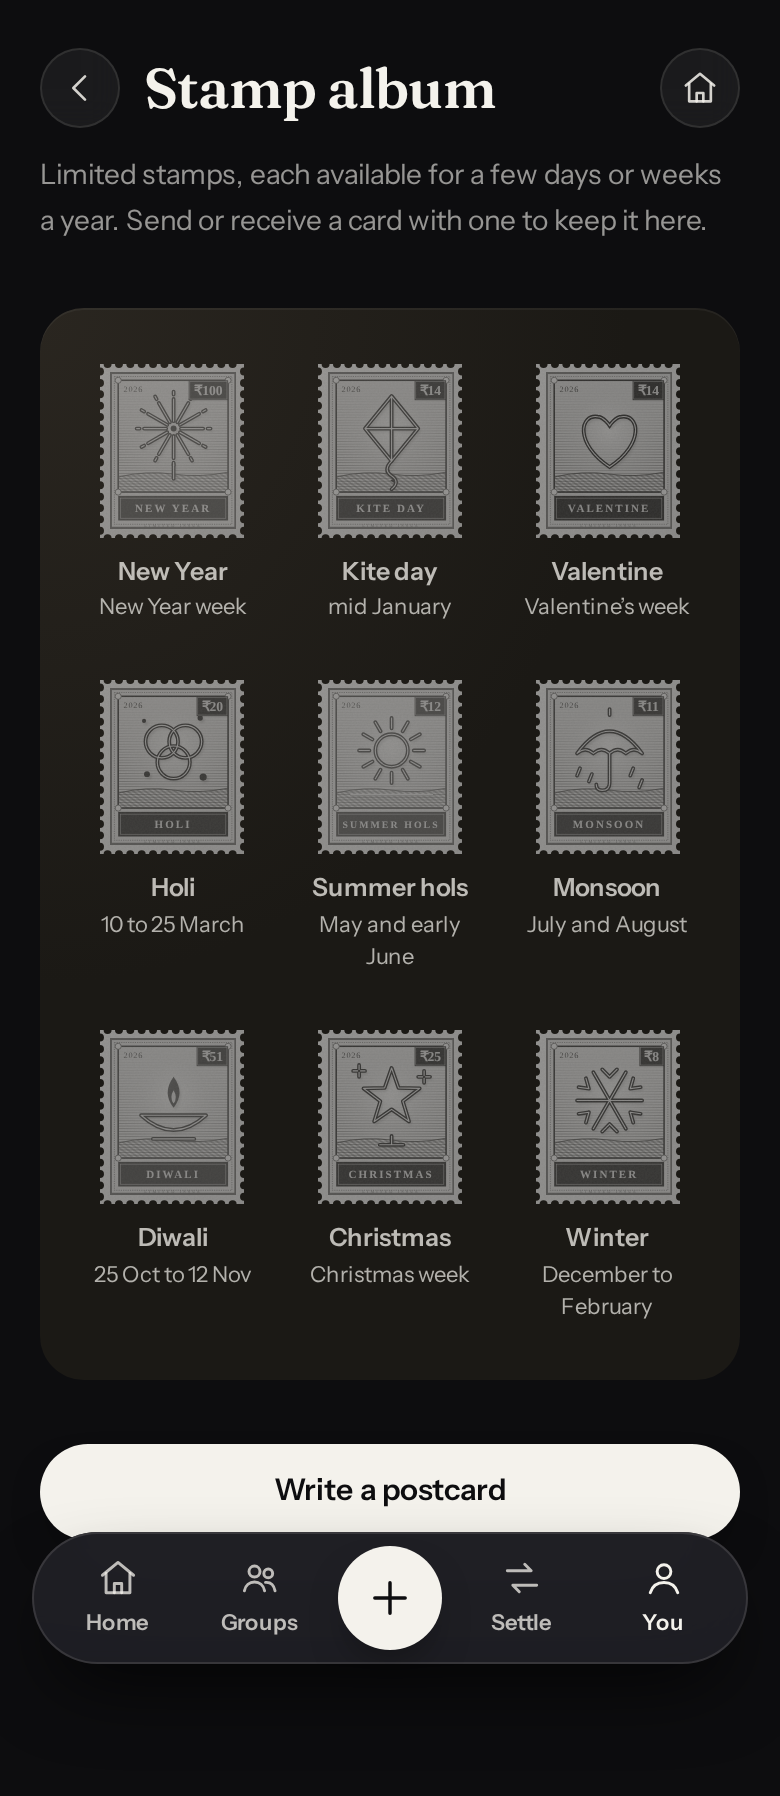 Stamp album
Limited stamps, each available for a few days or weeks
a year. Send or receive a card with one to keep it here.
2026 ₹100
NEW YEAR
New Year
New Year week
2026 ₹14
KITE DAY
Kite day
mid January
2026 ₹14
VALENTINE
Valentine
Valentine’s week
2026 ₹20
HOLI
Holi
10 to 25 March
2026 ₹12
SUMMER HOLS
Summer hols
May and early
June
2026 ₹11
MONSOON
Monsoon
July and August
2026 ₹51
DIWALI
Diwali
25 Oct to 12 Nov
2026 ₹25
CHRISTMAS
Christmas
Christmas week
2026 ₹8
WINTER
Winter
December to
February
Write a postcard
Home
Groups
Settle
You